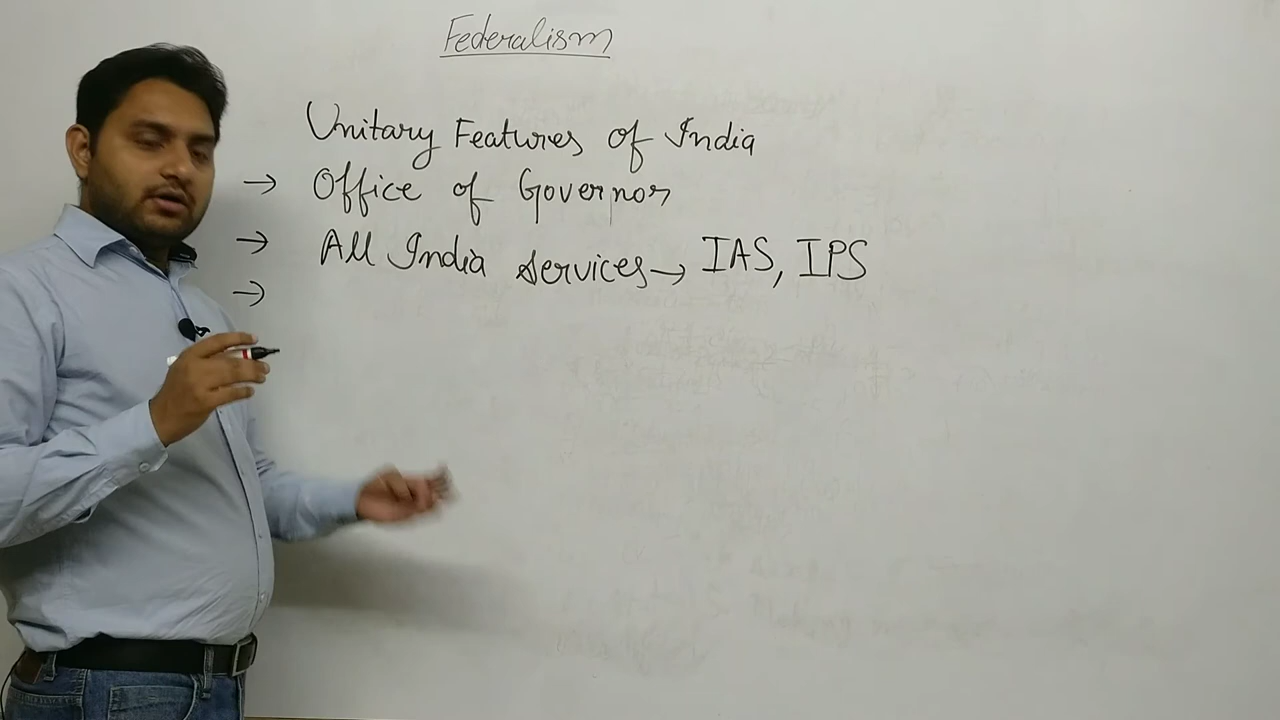 Federalism
Unitary Features of India
→ Office of Governor
→ All India Services → IAS, IPS
→